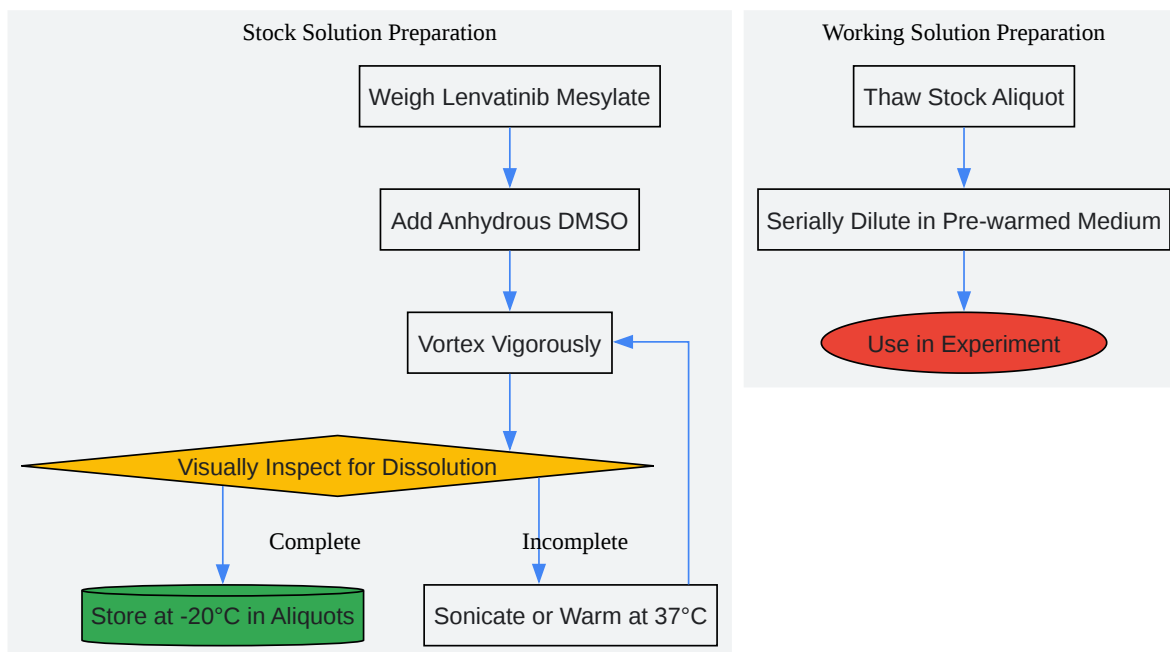 Stock Solution Preparation
Weigh Lenvatinib Mesylate
Add Anhydrous DMSO
Vortex Vigorously
Visually Inspect for Dissolution
Complete
Incomplete
Store at -20°C in Aliquots
Sonicate or Warm at 37°C
Working Solution Preparation
Thaw Stock Aliquot
Serially Dilute in Pre-warmed Medium
Use in Experiment